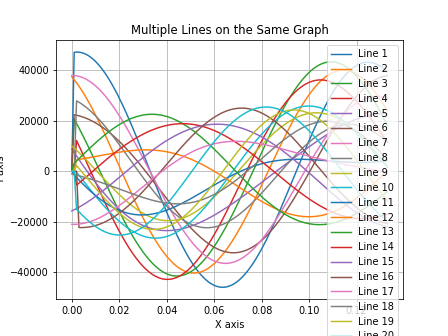 Multiple Lines on the Same Graph
40000
20000
0
−20000
−40000
0.00
0.02
0.04
0.06
0.08
0.10
X axis
Line 1
Line 2
Line 3
Line 4
Line 5
Line 6
Line 7
Line 8
Line 9
Line 10
Line 11
Line 12
Line 13
Line 14
Line 15
Line 16
Line 17
Line 18
Line 19
Line 20